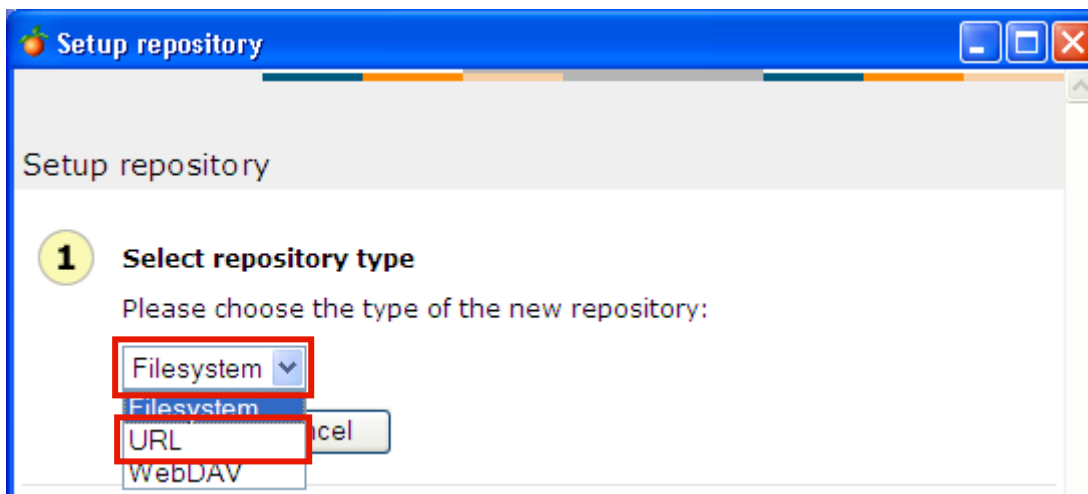 Setup repository
Setup repository
1
Select repository type
Please choose the type of the new repository:
Filesystem
Filesystem
URL
ncel
WebDAV